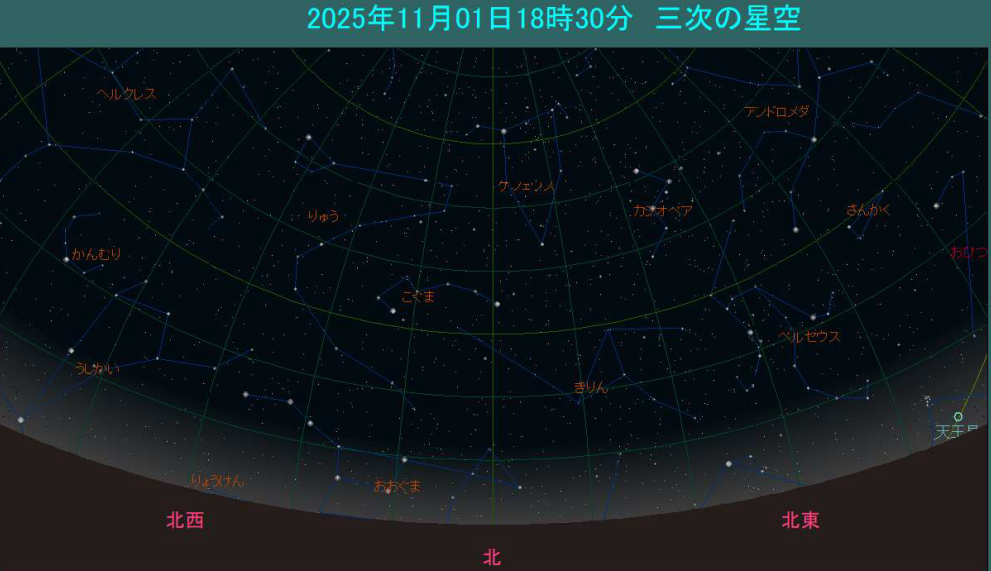 2025年11月01日18時30分　三次の星空
ヘルクレス
アンドロメダ
ケフェウス
カシオペア
さんかく
りゅう
かんむり
おひつ
こぐま
ペルセウス
うしかい
きりん
天王星
りょうけん
おおぐま
北西
北東
北